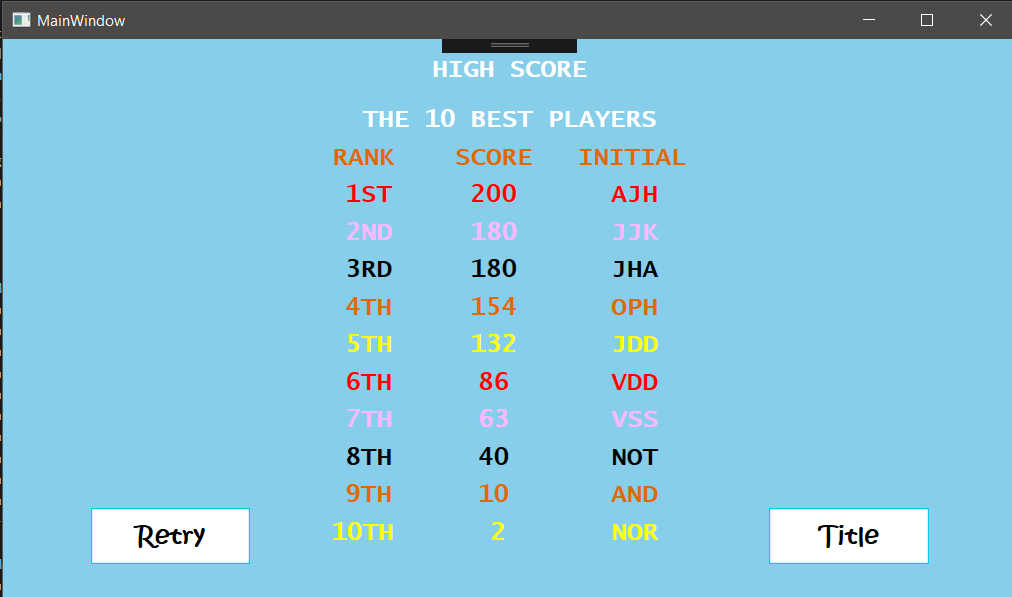 MainWindow
HIGH SCORE
THE 10 BEST PLAYERS
RANK SCORE INITIAL
1ST 200 AJH
2ND 180 JJK
3RD 180 JHA
4TH 154 OPH
5TH 132 JDD
6TH 86 VDD
7TH 63 VSS
8TH 40 NOT
9TH 10 AND
10TH 2 NOR
Retry Title